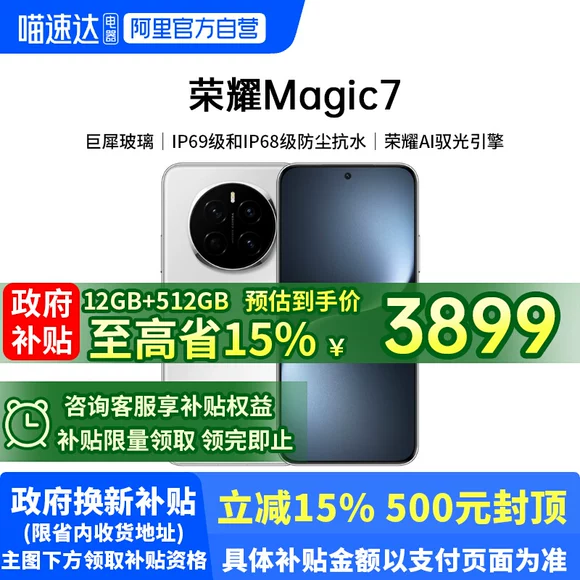 喵速达电器 阿里官方自营
荣耀Magic7
巨犀玻璃｜IP69级和IP68级防尘抗水｜荣耀AI驭光引擎
政府补贴
12GB+512GB 预估到手价
至高省15% ¥ 3899
咨询客服享补贴权益
补贴限量领取 领完即止
政府换新补贴
(限省内收货地址)
主图下方领取补贴资格
立减15% 500元封顶
具体补贴金额以支付页面为准